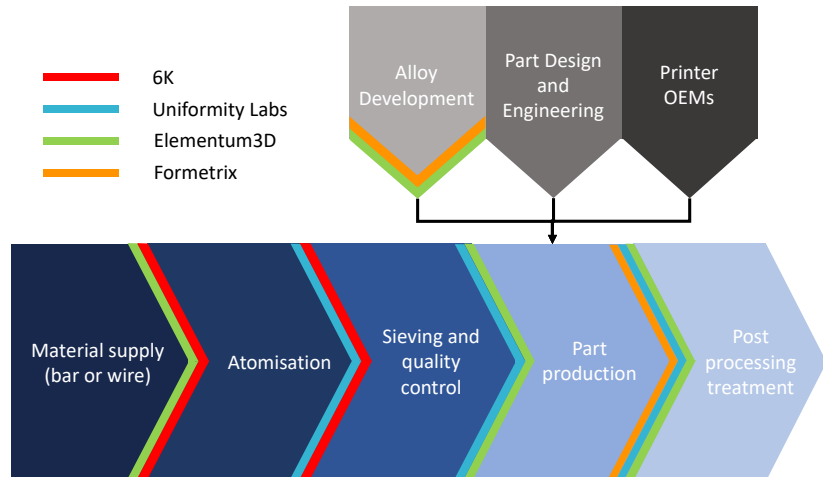 6K
Uniformity Labs
Elementum3D
Formetrix
Alloy
Development
Part Design
and
Engineering
Printer
OEMs
Material supply
(bar or wire)
Atomisation
Sieving and
quality
control
Part
production
Post
processing
treatment